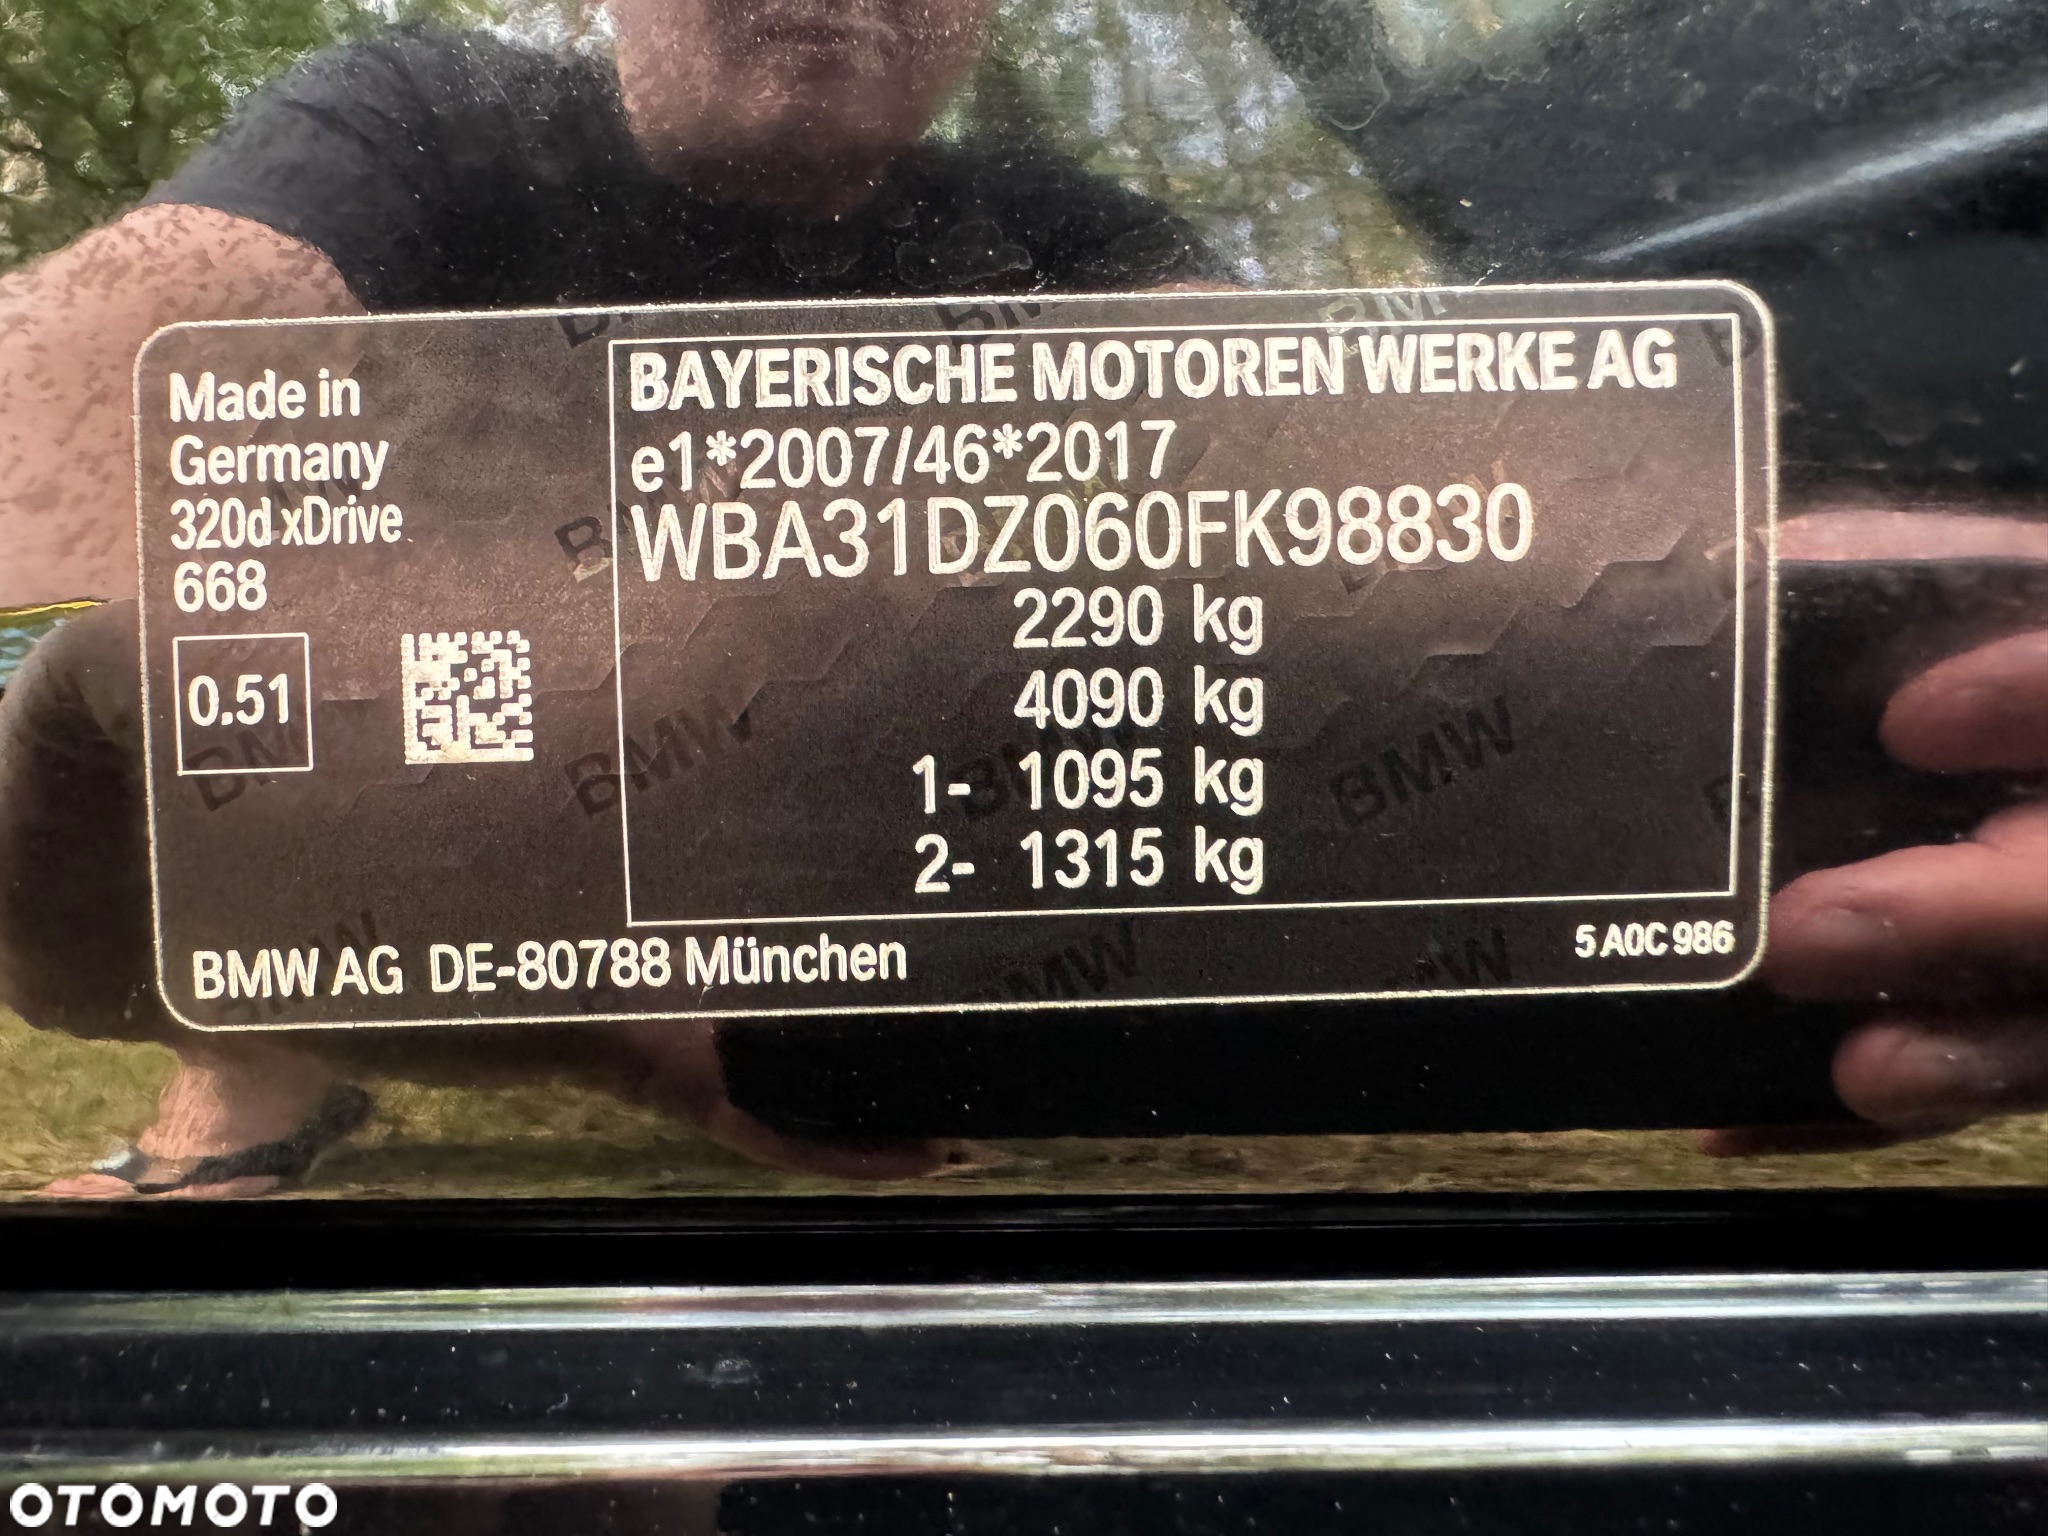 Made in
Germany
320d xDrive
668
0.51
BAYERISCHE MOTOREN WERKE AG
e1*2007/46*2017
WBA31DZ060FK98830
2290 kg
4090 kg
1- 1095 kg
2- 1315 kg
BMW AG DE-80788 München
5 A0C 986
OTOMOTO